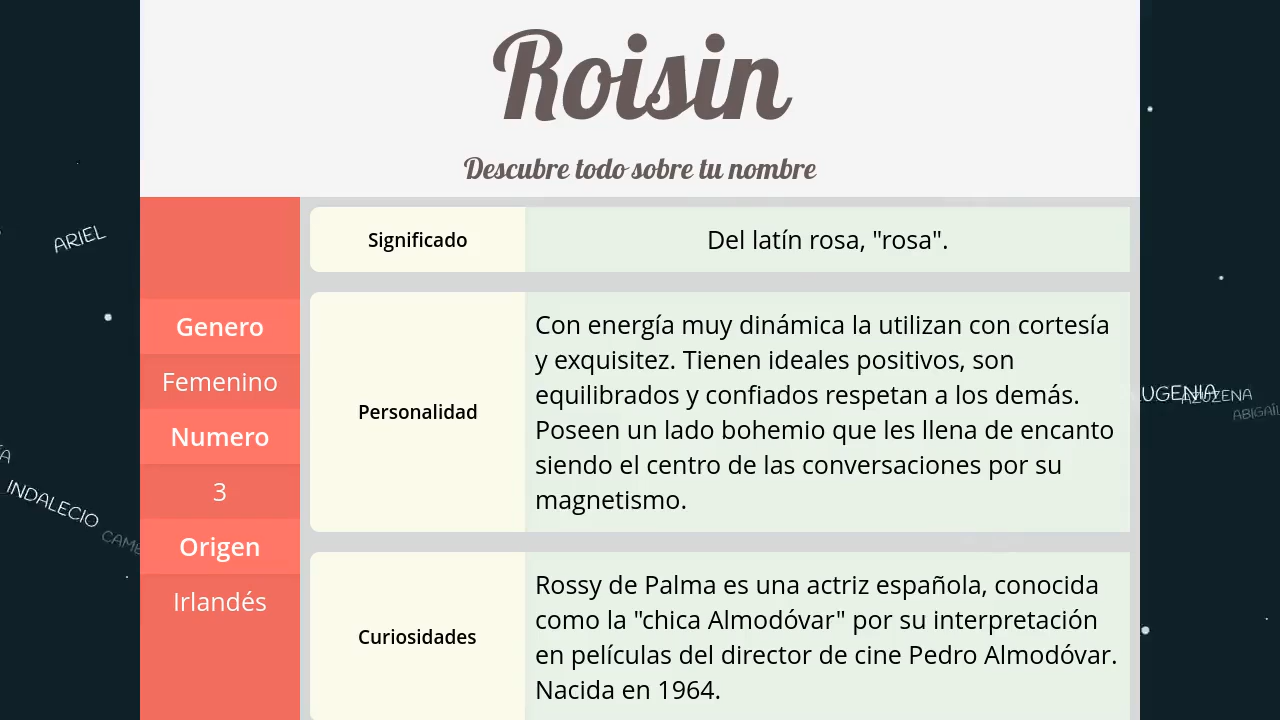 Roisin
Descubre todo sobre tu nombre
ARIEL
INDALECIO
Genero
Femenino
Numero
3
Origen
Irlandés
Significado
Del latín rosa, "rosa".
Personalidad
Con energía muy dinámica la utilizan con cortesía
y exquisitez. Tienen ideales positivos, son
equilibrados y confiados respetan a los demás.
Poseen un lado bohemio que les llena de encanto
siendo el centro de las conversaciones por su
magnetismo.
Curiosidades
Rossy de Palma es una actriz española, conocida
como la "chica Almodóvar" por su interpretación
en películas del director de cine Pedro Almodóvar.
Nacida en 1964.
UGENIA
AZUZENA